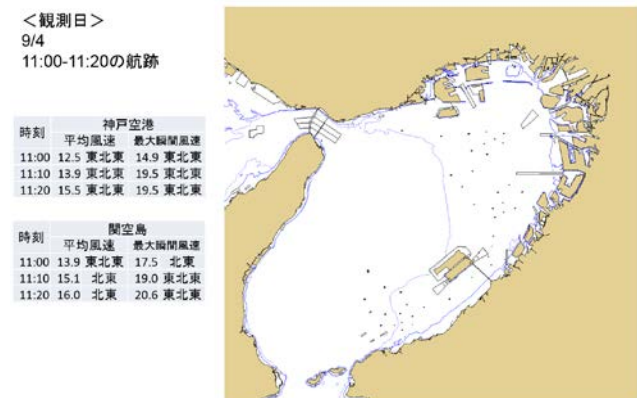 ＜観測日＞
9/4
11:00-11:20の航跡
時刻 神戸空港
平均風速 最大瞬間風速
11:00 12.5 東北東 14.9 東北東
11:10 13.9 東北東 19.5 東北東
11:20 15.5 東北東 19.5 東北東
時刻 関空島
平均風速 最大瞬間風速
11:00 13.9 東北東 17.5 北東
11:10 15.1 北東 19.0 東北東
11:20 16.0 北東 20.6 東北東